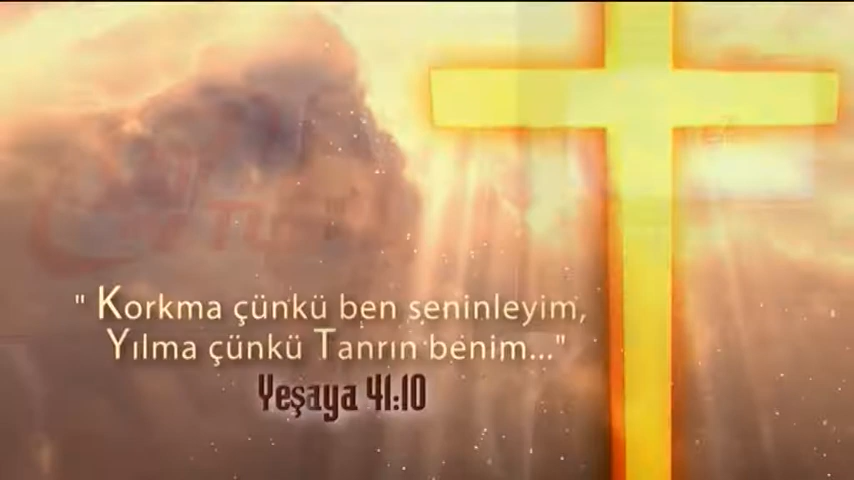 " Korkma çünkü ben seninleyim,
Yılma çünkü Tanrın benim..."
Yeşaya 41:10